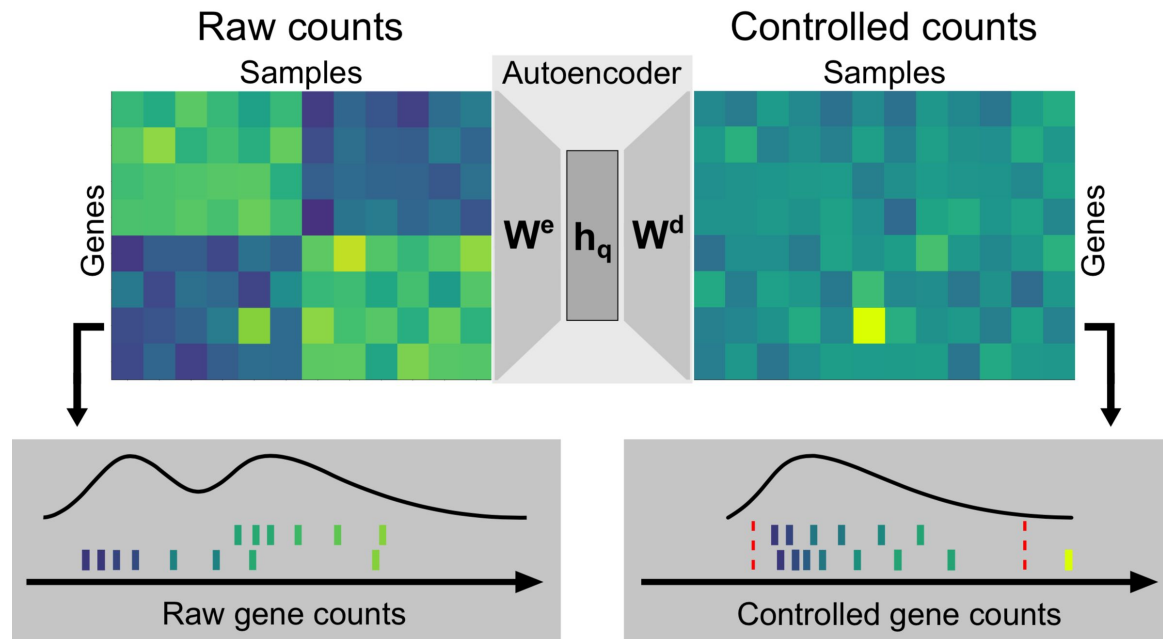 Raw counts
Controlled counts
Samples
Autoencoder
Samples
Genes
W^e
h_q
W^d
Genes
Raw gene counts
Controlled gene counts